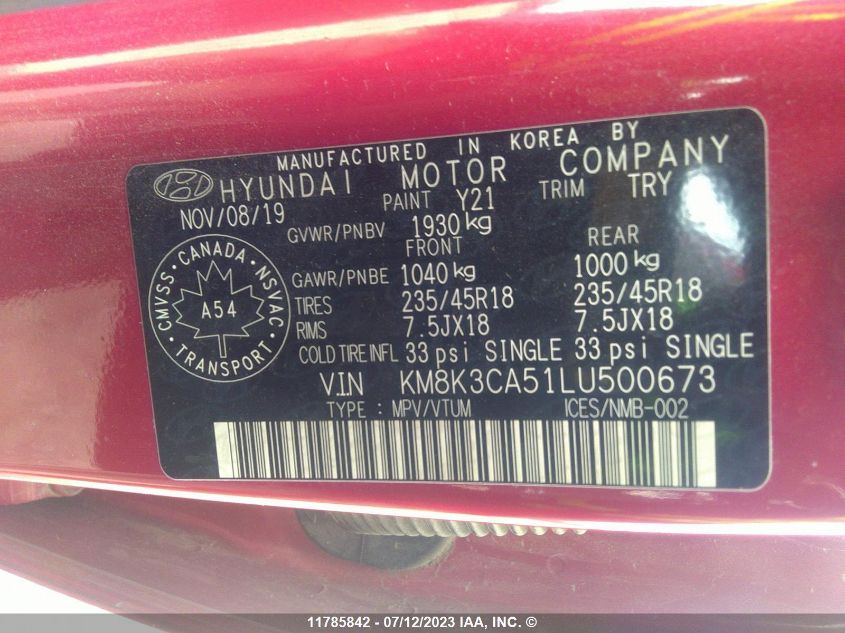 MANUFACTURED IN KOREA BY
HYUNDAI MOTOR COMPANY
NOV/08/19 PAINT Y21 TRIM TRY
GVWR/PNBV 1930 kg
FRONT REAR
GAWR/PNBE 1040 kg 1000 kg
TIRES 235/45R18 235/45R18
RIMS 7.5JX18 7.5JX18
COLD TIRE INFL 33 psi SINGLE 33 psi SINGLE
CMVSS · CANADA · NSVAC · TRANSPORT ·
A54
V.I.N KM8K3CA51LU500673
TYPE : MPV/VTUM ICES/NMB-002
11785842 - 07/12/2023 IAA, INC. ©